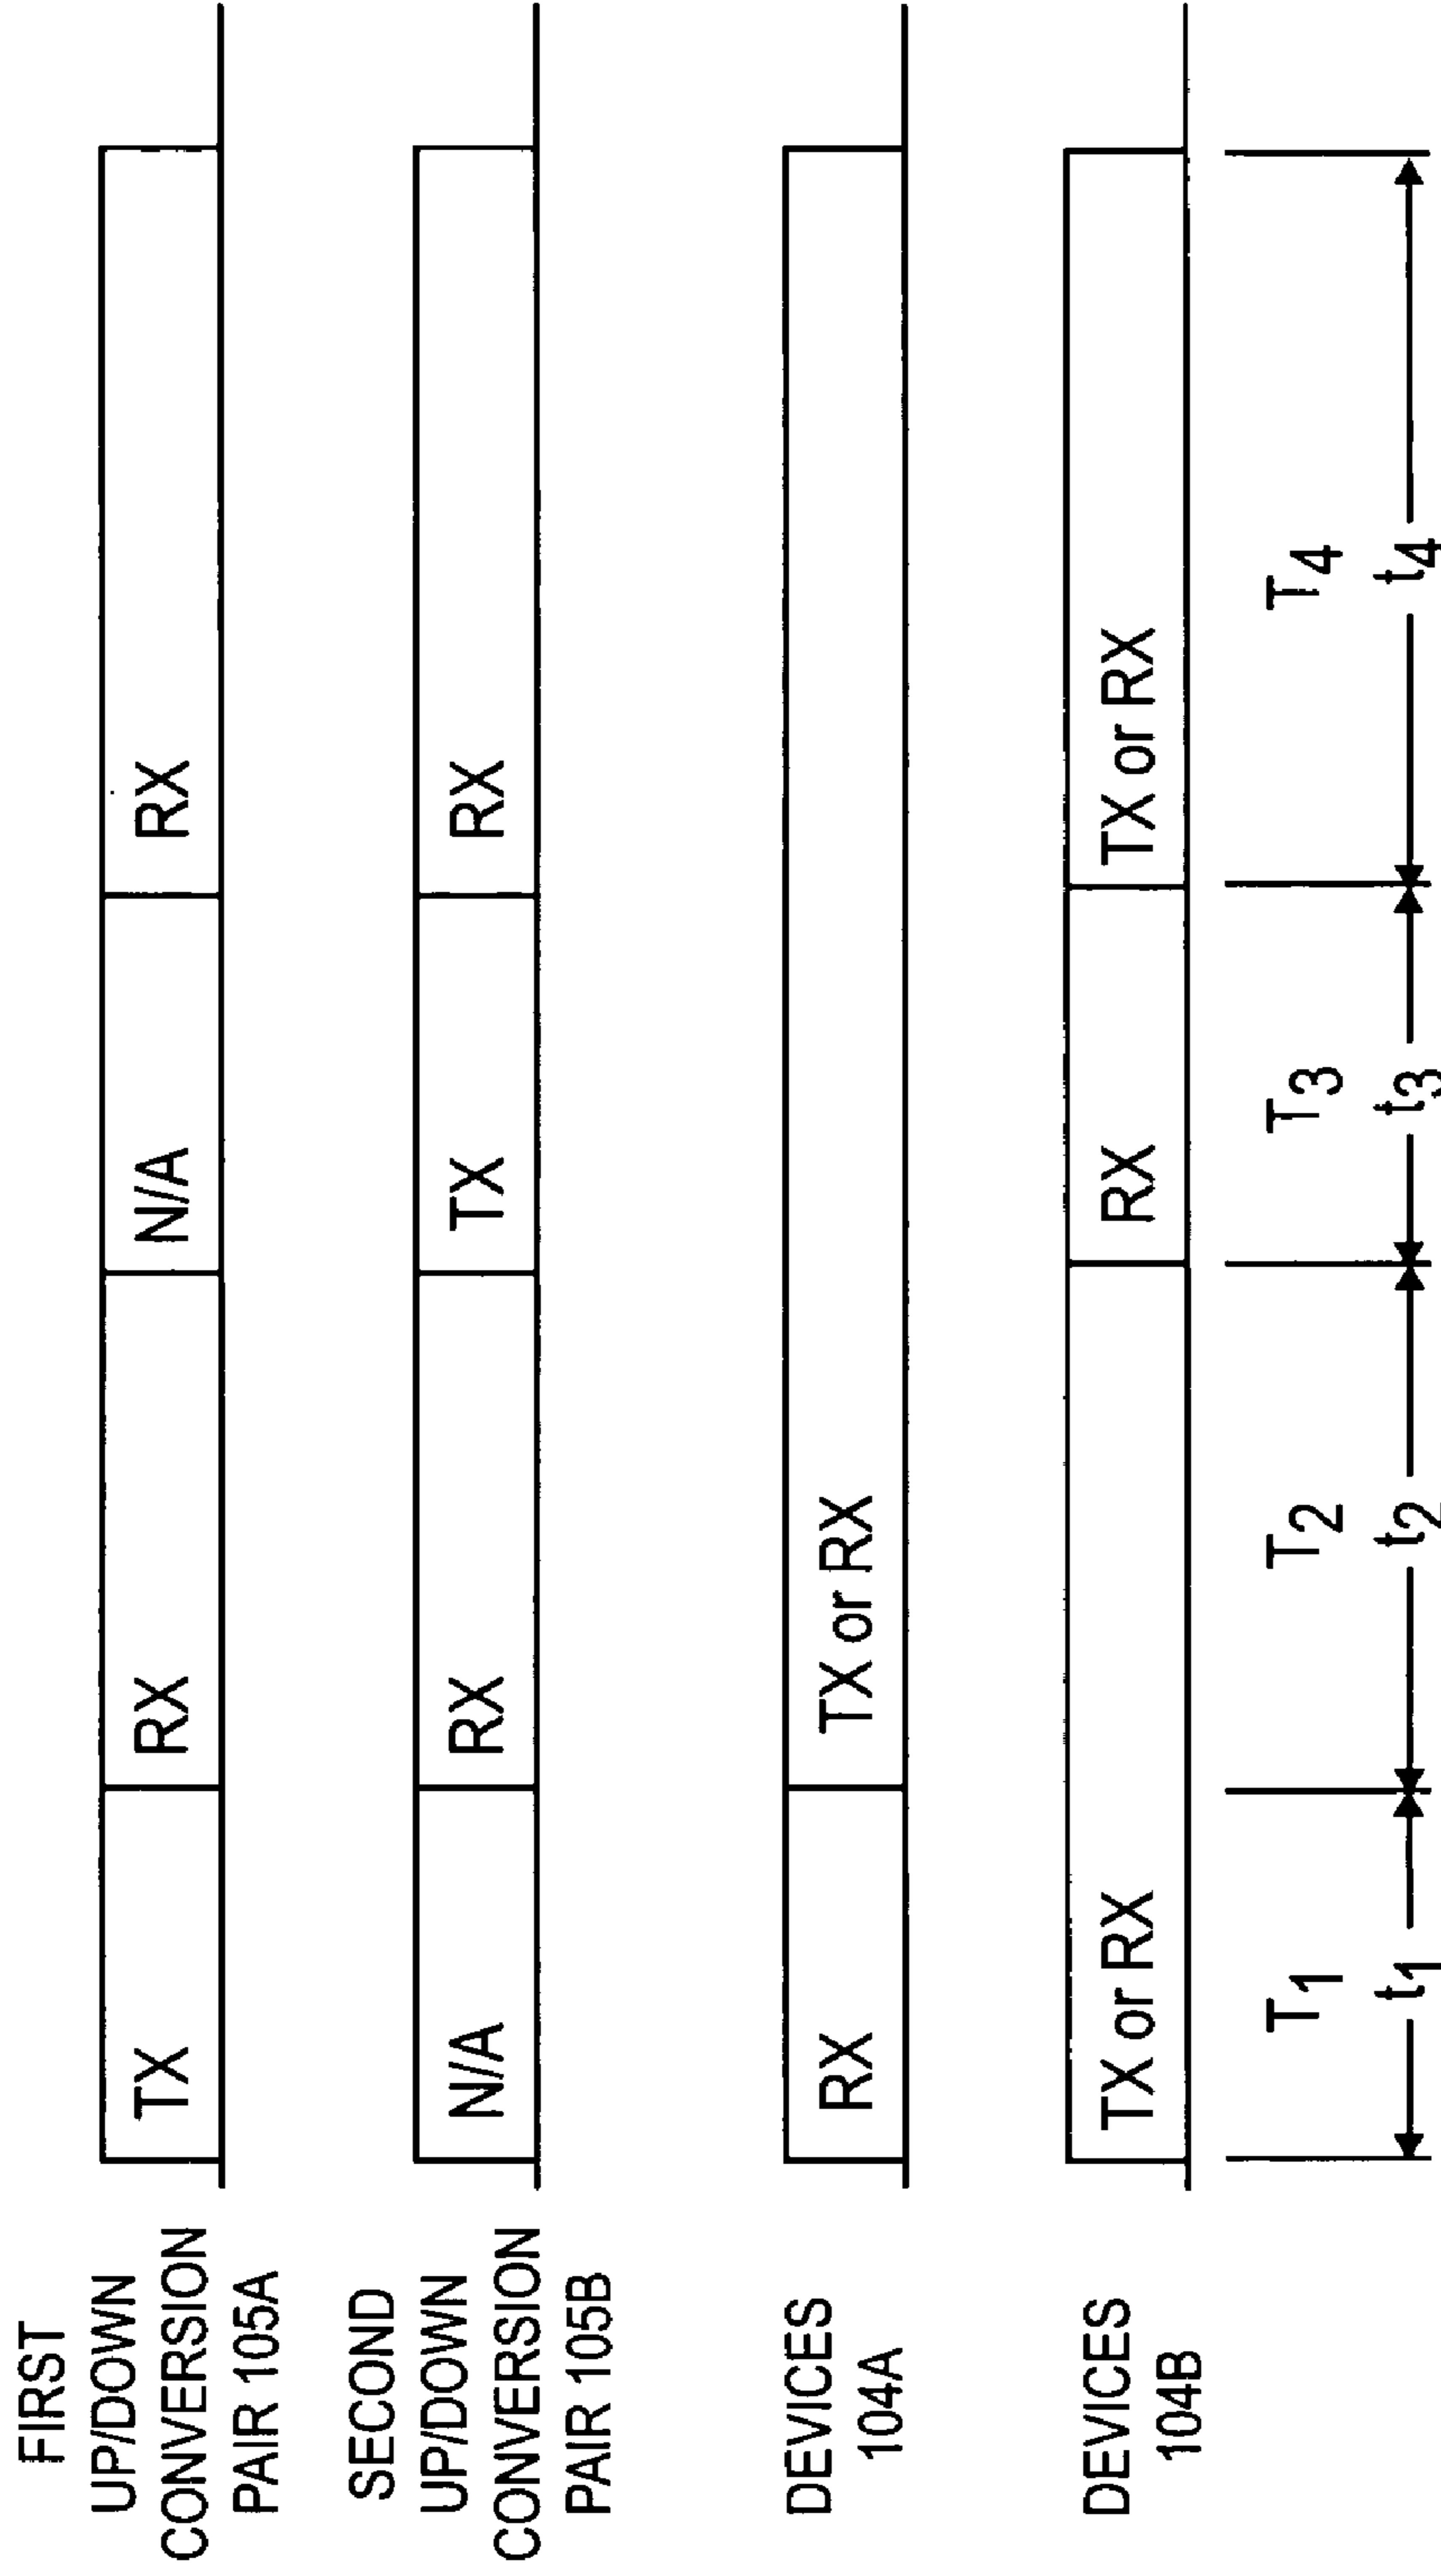 FIRST
UP/DOWN
CONVERSION
PAIR 105A
TX
RX
N/A
RX
SECOND
UP/DOWN
CONVERSION
PAIR 105B
N/A
RX
TX
RX
DEVICES
104A
RX
TX or RX
DEVICES
104B
TX or RX
RX
TX or RX
T1
T2
T3
T4
t1
t2
t3
t4